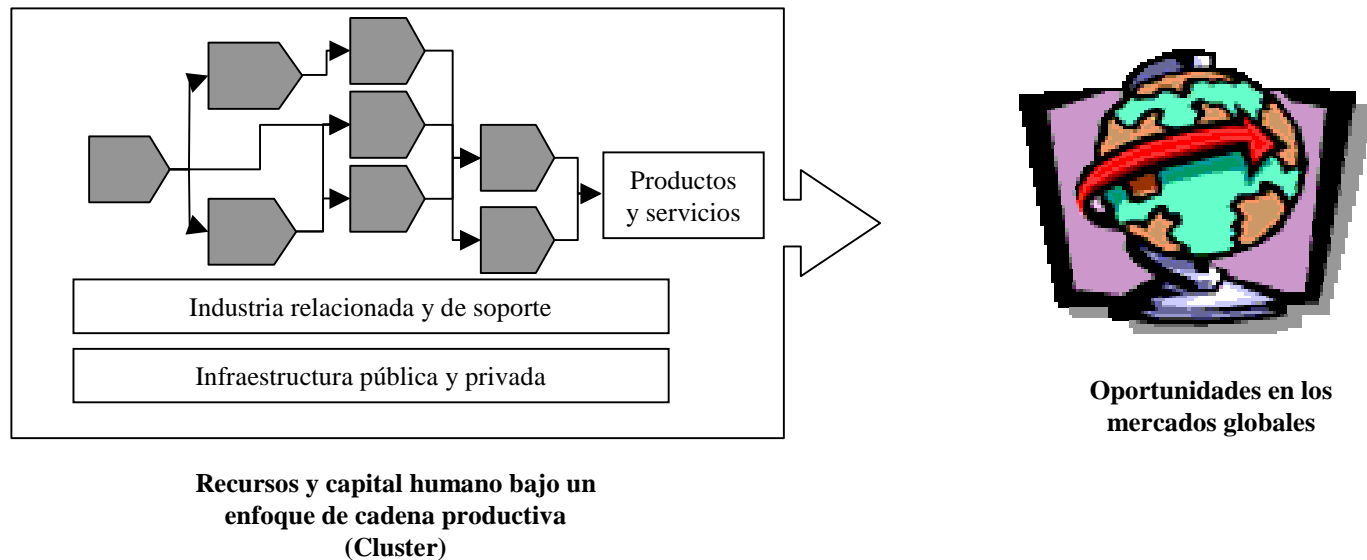 Productos
y servicios
Industria relacionada y de soporte
Infraestructura pública y privada
Oportunidades en los
mercados globales
Recursos y capital humano bajo un
enfoque de cadena productiva
(Cluster)